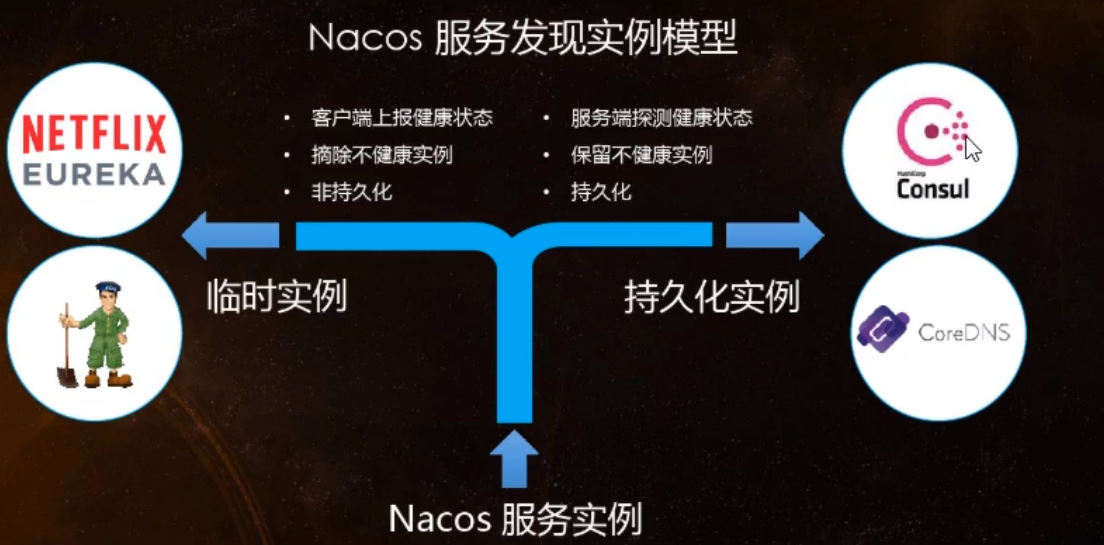 Nacos 服务发现实例模型
NETFLIX
EUREKA
• 客户端上报健康状态
• 摘除不健康实例
• 非持久化
• 服务端探测健康状态
• 保留不健康实例
• 持久化
HashiCorp
Consul
临时实例
持久化实例
CoreDNS
Nacos 服务实例